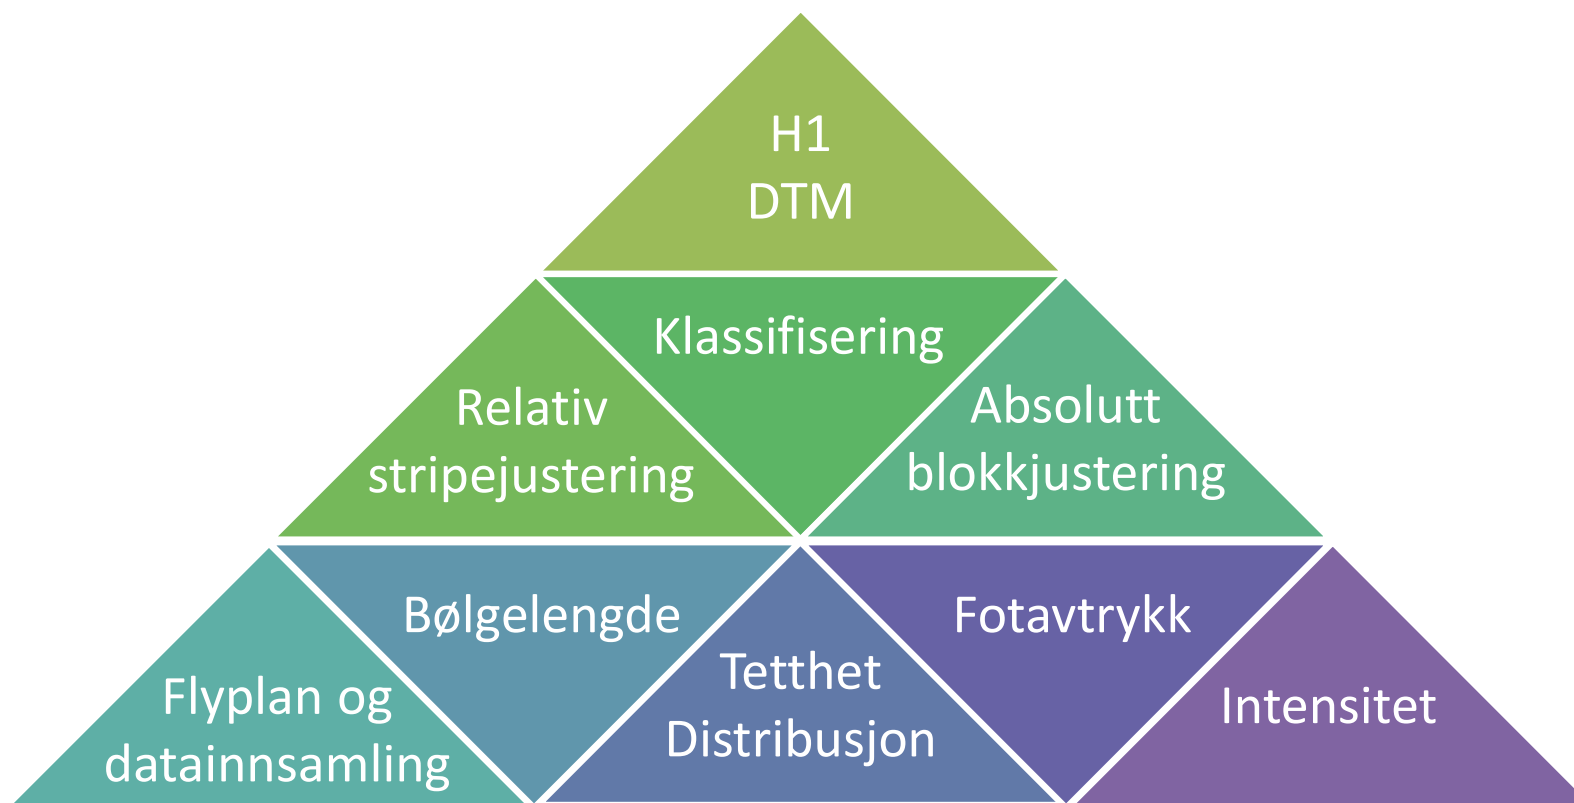 H1
DTM
Klassifisering
Relativ
stripejustering
Absolutt
blokkjustering
Bølgelengde
Fotavtrykk
Flyplan og
datainnsamling
Tetthet
Distribusjon
Intensitet